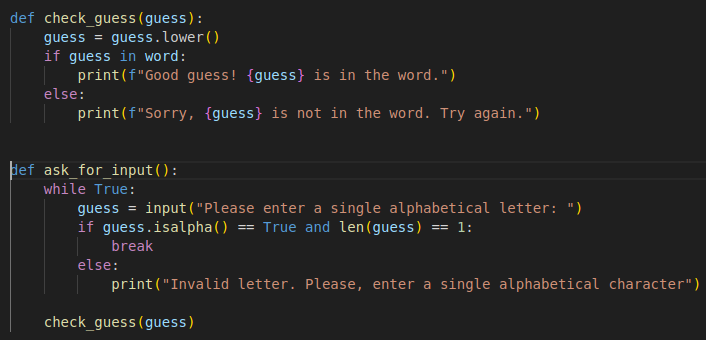 def check_guess(guess):
    guess = guess.lower()
    if guess in word:
        print(f"Good guess! {guess} is in the word.")
    else:
        print(f"Sorry, {guess} is not in the word. Try again.")
def ask_for_input():
    while True:
        guess = input("Please enter a single alphabetical letter: ")
        if guess.isalpha() == True and len(guess) == 1:
            break
        else:
            print("Invalid letter. Please, enter a single alphabetical character")
    check_guess(guess)